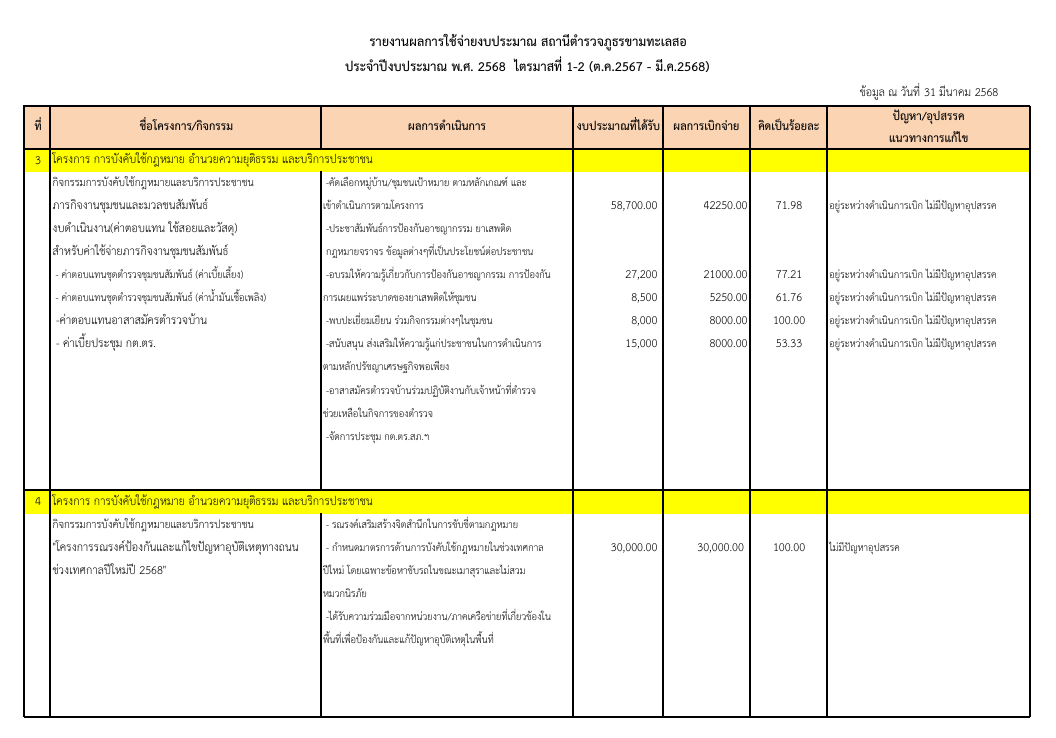 รายงานผลการใช้จ่ายงบประมาณ สถานีตำรวจภูธรขามทะเลสอ
ประจำปีงบประมาณ พ.ศ. 2568 ไตรมาสที่ 1-2 (ต.ค.2567 - มี.ค.2568)
ข้อมูล ณ วันที่ 31 มีนาคม 2568
ที่ ชื่อโครงการ/กิจกรรม ผลการดำเนินการ งบประมาณที่ได้รับ ผลการเบิกจ่าย คิดเป็นร้อยละ ปัญหา/อุปสรรค
แนวทางการแก้ไข
3 โครงการ การบังคับใช้กฎหมาย อำนวยความยุติธรรม และบริการประชาชน
กิจกรรมการบังคับใช้กฎหมายและบริการประชาชน -คัดเลือกหมู่บ้าน/ชุมชนเป้าหมาย ตามหลักเกณฑ์ และ
ภารกิจงานชุมชนและมวลชนสัมพันธ์ เข้าดำเนินการตามโครงการ 58,700.00 42250.00 71.98 อยู่ระหว่างดำเนินการเบิก ไม่มีปัญหาอุปสรรค
งบดำเนินงาน(ค่าตอบแทน ใช้สอยและวัสดุ) -ประชาสัมพันธ์การป้องกันอาชญากรรม ยาเสพติด
สำหรับค่าใช้จ่ายภารกิจงานชุมชนสัมพันธ์ กฎหมายจราจร ข้อมูลต่างๆที่เป็นประโยชน์ต่อประชาชน
- ค่าตอบแทนชุดตำรวจชุมชนสัมพันธ์ (ค่าเบี้ยเลี้ยง) -อบรมให้ความรู้เกี่ยวกับการป้องกันอาชญากรรม การป้องกัน 27,200 21000.00 77.21 อยู่ระหว่างดำเนินการเบิก ไม่มีปัญหาอุปสรรค
- ค่าตอบแทนชุดตำรวจชุมชนสัมพันธ์ (ค่าน้ำมันเชื้อเพลิง) การเผยแพร่ระบาดของยาเสพติดให้ชุมชน 8,500 5250.00 61.76 อยู่ระหว่างดำเนินการเบิก ไม่มีปัญหาอุปสรรค
-ค่าตอบแทนอาสาสมัครตำรวจบ้าน -พบปะเยี่ยมเยียน ร่วมกิจกรรมต่างๆในชุมชน 8,000 8000.00 100.00 อยู่ระหว่างดำเนินการเบิก ไม่มีปัญหาอุปสรรค
- ค่าเบี้ยประชุม กต.ตร. -สนับสนุน ส่งเสริมให้ความรู้แก่ประชาชนในการดำเนินการ 15,000 8000.00 53.33 อยู่ระหว่างดำเนินการเบิก ไม่มีปัญหาอุปสรรค
ตามหลักปรัชญาเศรษฐกิจพอเพียง
-อาสาสมัครตำรวจบ้านร่วมปฏิบัติงานกับเจ้าหน้าที่ตำรวจ
ช่วยเหลือในกิจการของตำรวจ
-จัดการประชุม กต.ตร.สภ.ฯ
4 โครงการ การบังคับใช้กฎหมาย อำนวยความยุติธรรม และบริการประชาชน
กิจกรรมการบังคับใช้กฎหมายและบริการประชาชน - รณรงค์เสริมสร้างจิตสำนึกในการขับขี่ตามกฎหมาย
"โครงการรณรงค์ป้องกันและแก้ไขปัญหาอุบัติเหตุทางถนน - กำหนดมาตรการด้านการบังคับใช้กฎหมายในช่วงเทศกาล 30,000.00 30,000.00 100.00 ไม่มีปัญหาอุปสรรค
ช่วงเทศกาลปีใหม่ปี 2568" ปีใหม่ โดยเฉพาะข้อหาขับรถในขณะเมาสุราและไม่สวม
หมวกนิรภัย
-ได้รับความร่วมมือจากหน่วยงาน/ภาคเครือข่ายที่เกี่ยวข้องใน
พื้นที่เพื่อป้องกันและแก้ปัญหาอุบัติเหตุในพื้นที่